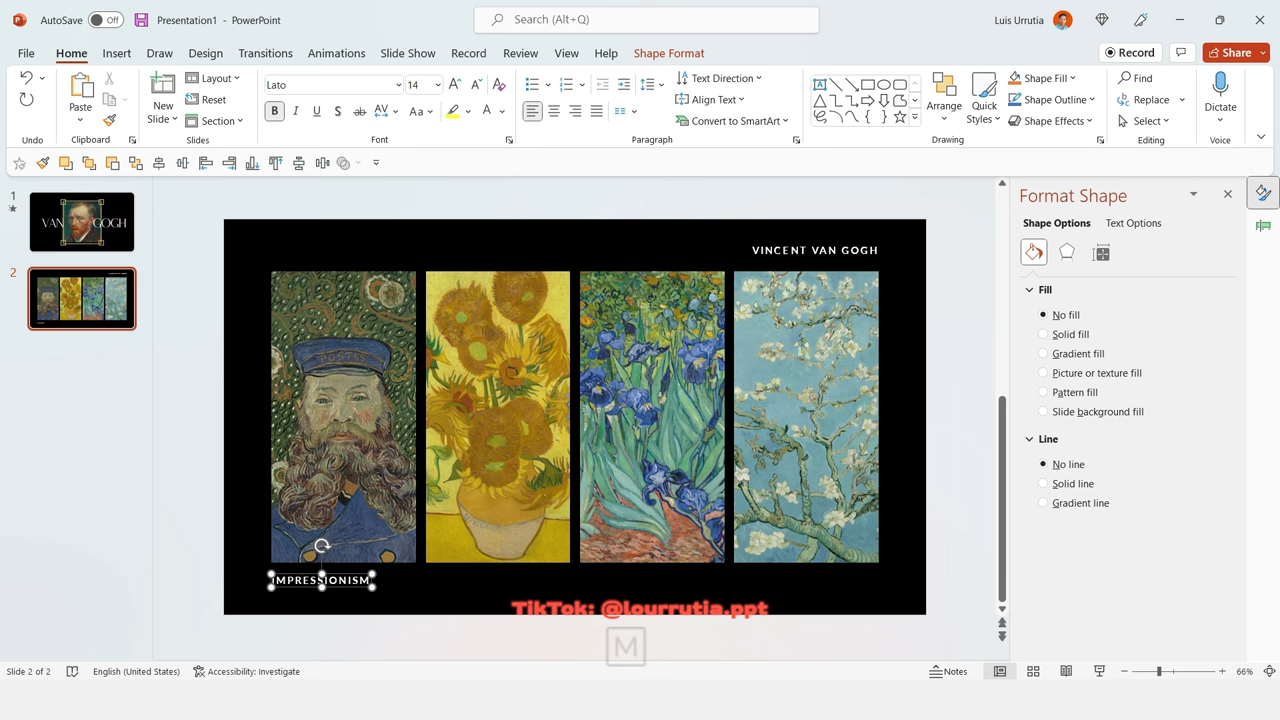 AutoSave Off Presentation1 - PowerPoint Search (Alt+Q) Luis Urrutia
File Home Insert Draw Design Transitions Animations Slide Show Record Review View Help Shape Format Record Share
Paste
New
Slide
Layout
Reset
Section
Lato 14
Text Direction
Align Text
Convert to SmartArt
Arrange
Quick
Styles
Shape Fill
Shape Outline
Shape Effects
Find
Replace
Select
Dictate
Undo Clipboard Slides Font Paragraph Drawing Editing Voice
1
VAN GOGH
2
VINCENT VAN GOGH
POSTES
IMPRESSIONISM
TikTok: @lourrutia.ppt
M
Format Shape
Shape Options Text Options
Fill
No fill
Solid fill
Gradient fill
Picture or texture fill
Pattern fill
Slide background fill
Line
No line
Solid line
Gradient line
Slide 2 of 2 English (United States) Accessibility: Investigate Notes 66%